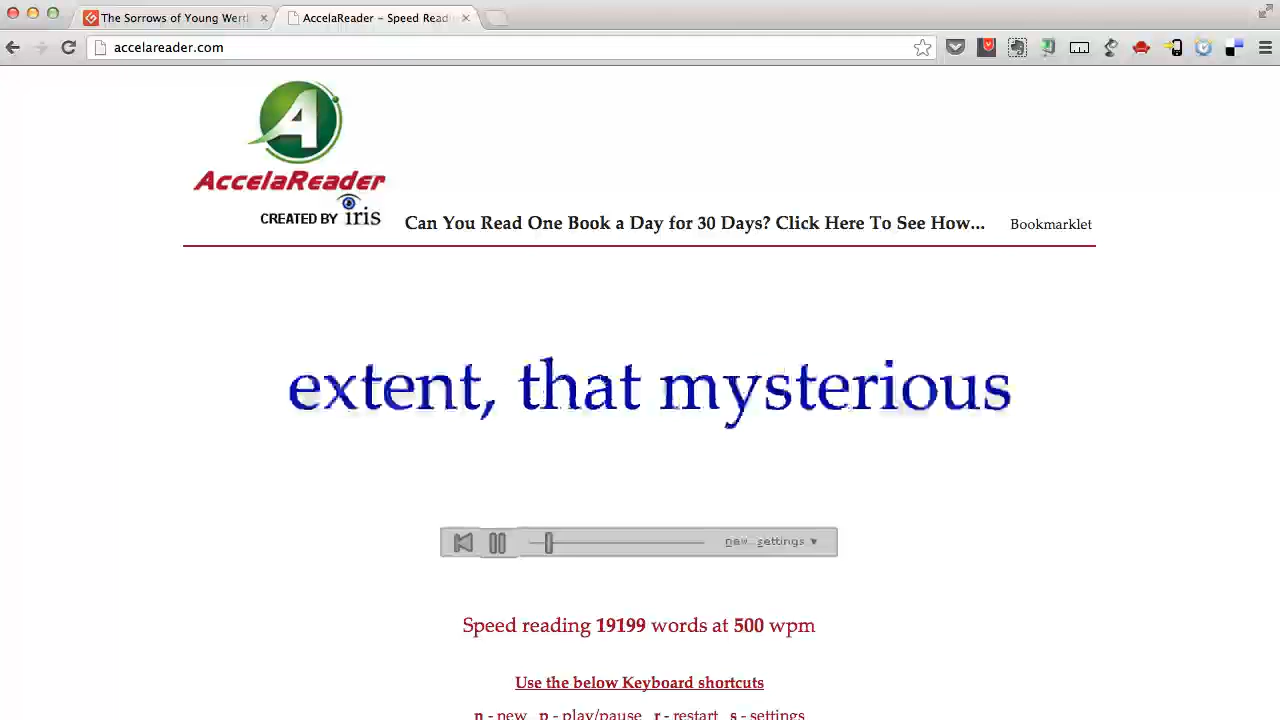 The Sorrows of Young Wert
AccelaReader – Speed Read
accelareader.com
A
AccelaReader
CREATED BY iris
Can You Read One Book a Day for 30 Days? Click Here To See How...
Bookmarklet
extent, that mysterious
new settings ▼
Speed reading 19199 words at 500 wpm
Use the below Keyboard shortcuts
n - new p - play/pause r - restart s - settings